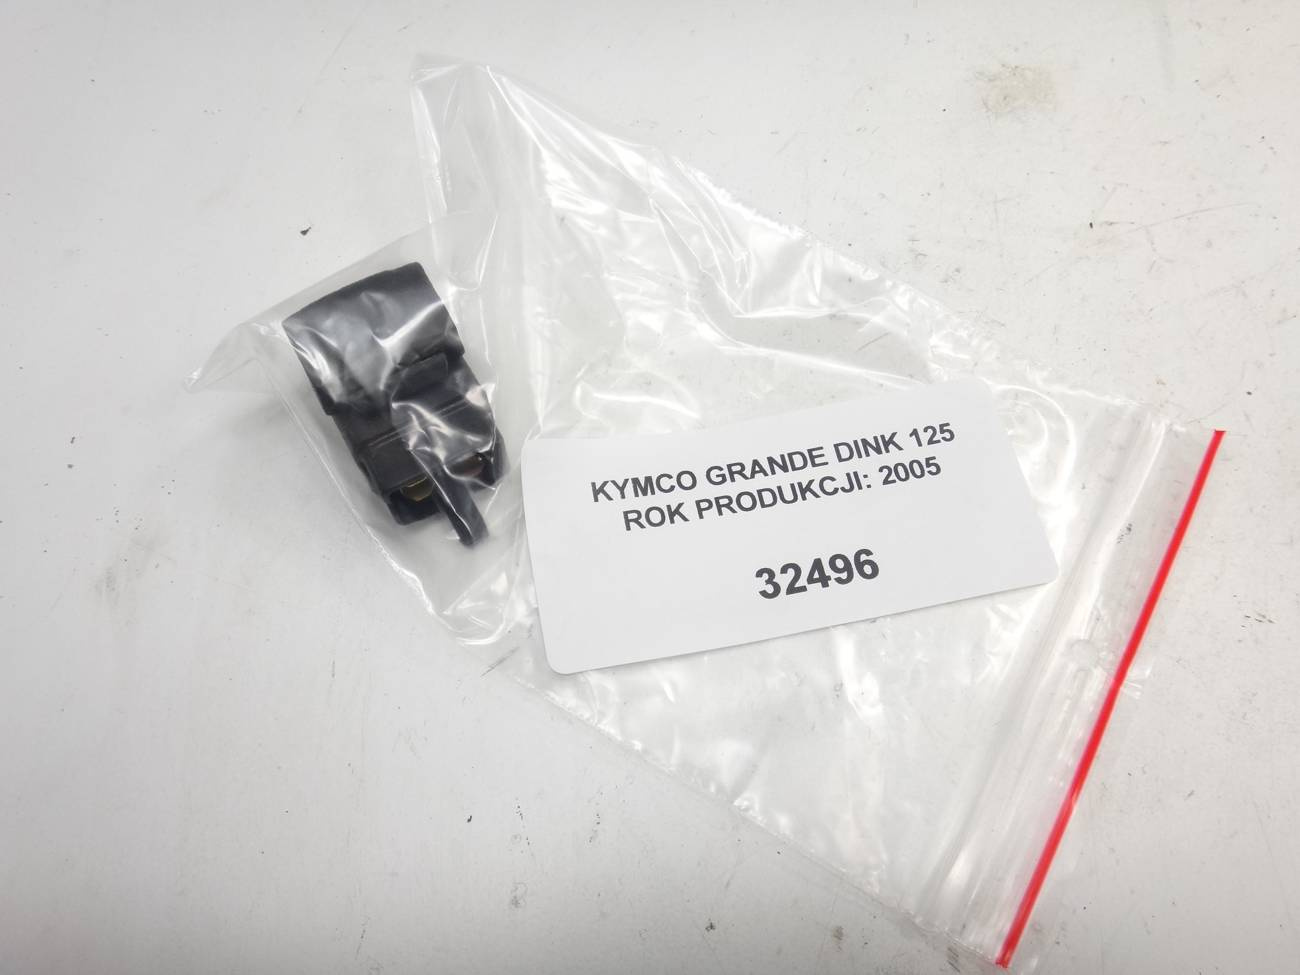 KYMCO GRANDE DINK 125
ROK PRODUKCJI: 2005
32496